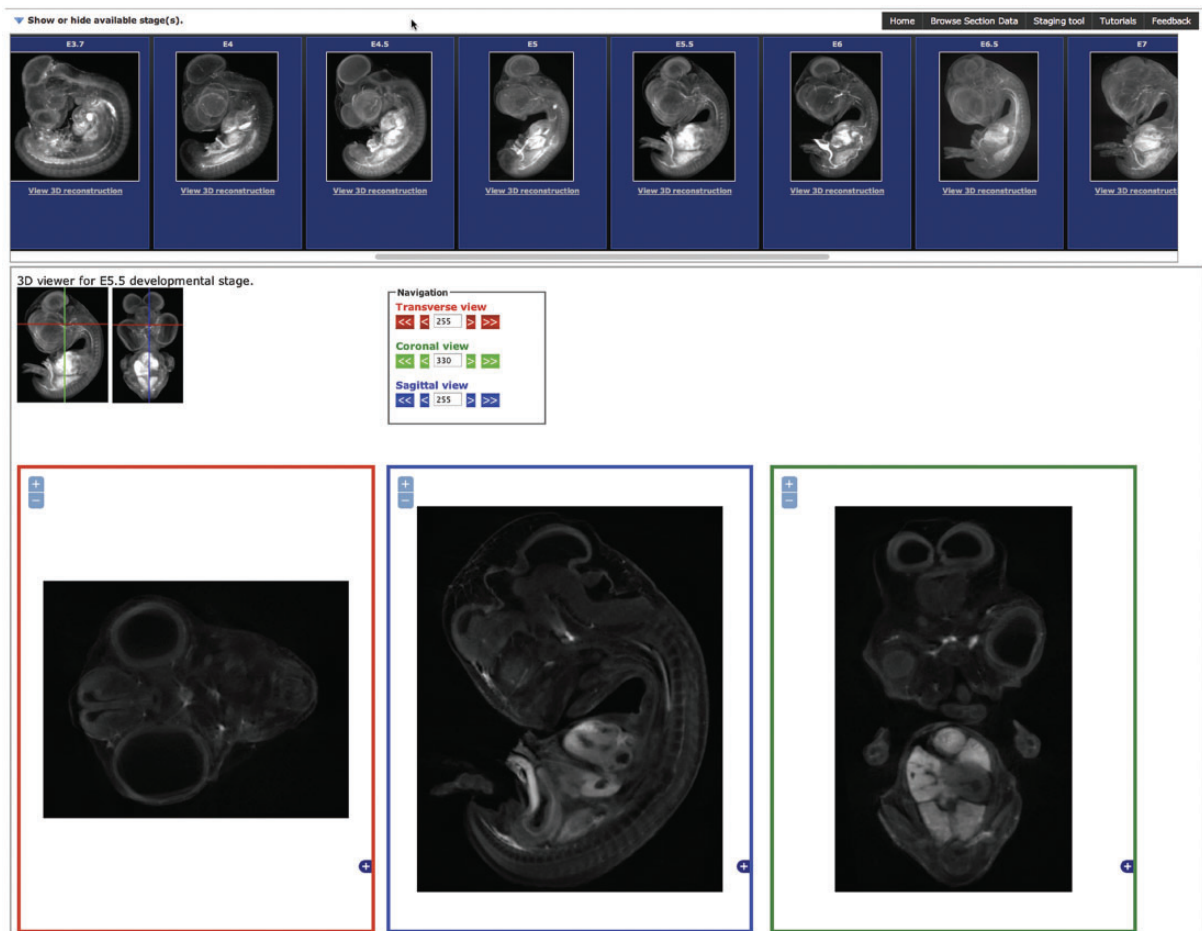 Show or hide available stage(s).
Home Browse Section Data Staging tool Tutorials Feedback
E3.7 E4 E4.5 E5 E5.5 E6 E6.5 E7
View 3D reconstruction View 3D reconstruction View 3D reconstruction View 3D reconstruction View 3D reconstruction View 3D reconstruction View 3D reconstruction View 3D reconstruct
3D viewer for E5.5 developmental stage.
Navigation
Transverse view
<< < 255 > >>
Coronal view
<< < 330 > >>
Sagittal view
<< < 255 > >>
+ + +
− − −
+ + +